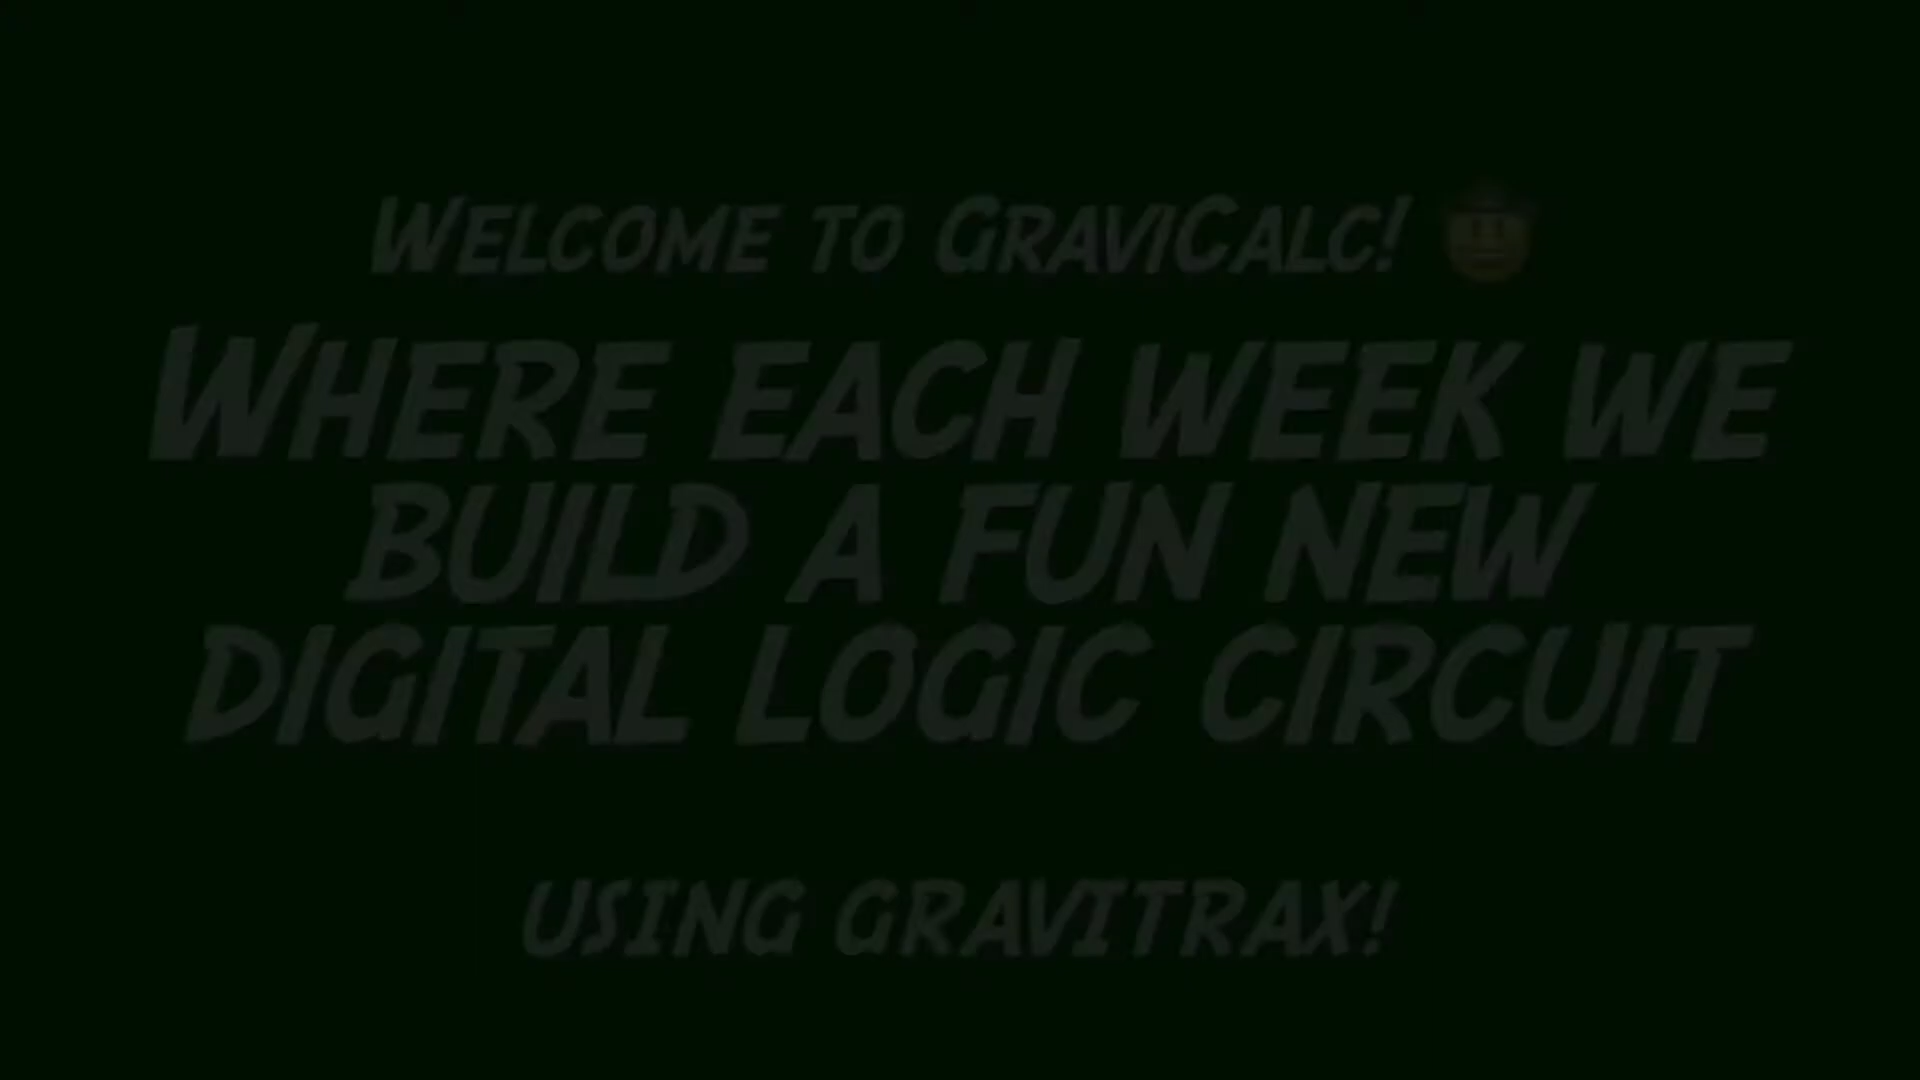 Welcome to GraviCalc! 🤠
Where each week we
build a fun new
digital logic circuit
using gravitrax!